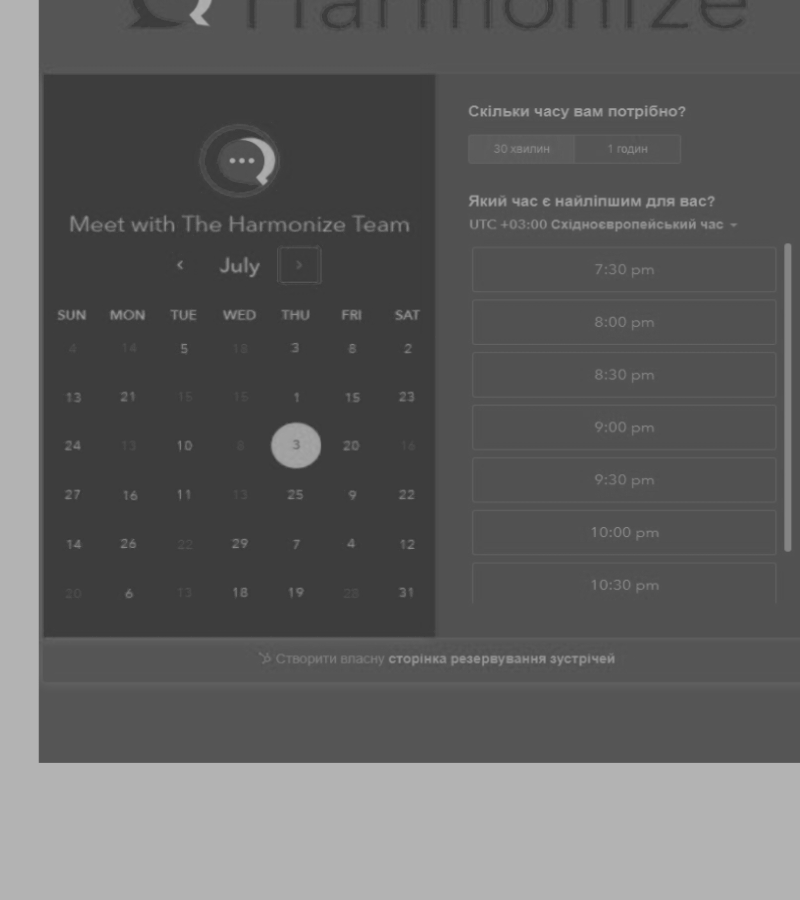 Harmonize
Meet with The Harmonize Team
July
SUN MON TUE WED THU FRI SAT
4 14 5 18 3 8 2
13 21 15 15 1 15 23
24 13 10 8 3 20 16
27 16 11 13 25 9 22
14 26 22 29 7 4 12
20 6 13 18 19 28 31
Скільки часу вам потрібно?
30 хвилин 1 годин
Який час є найліпшим для вас?
UTC +03:00 Східноєвропейський час
7:30 pm
8:00 pm
8:30 pm
9:00 pm
9:30 pm
10:00 pm
10:30 pm
Створити власну сторінка резервування зустрічей